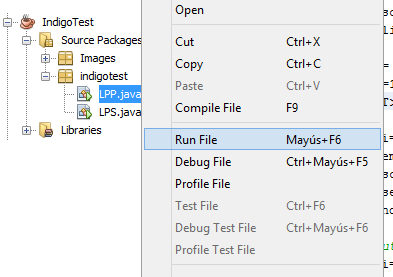 IndigoTest
Source Packages
Images
indigotest
LPP.java
LPS.java
Libraries
Open
Cut Ctrl+X
Copy Ctrl+C
Paste Ctrl+V
Compile File F9
Run File Mayús+F6
Debug File Ctrl+Mayús+F5
Profile File
Test File Ctrl+F6
Debug Test File Ctrl+Mayús+F6
Profile Test File